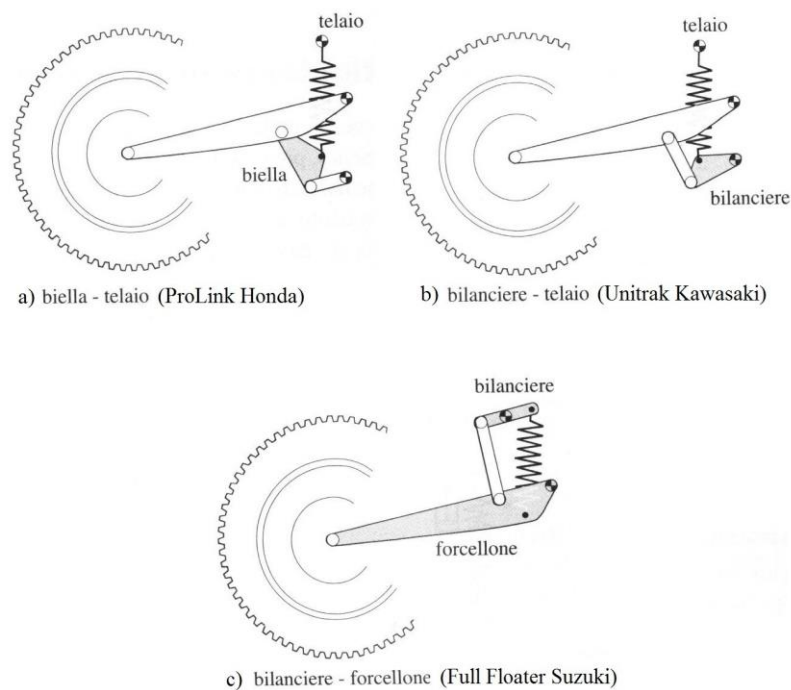 telaio
biella
a) biella - telaio (ProLink Honda)
telaio
bilanciere
b) bilanciere - telaio (Unitrak Kawasaki)
bilanciere
forcellone
c) bilanciere - forcellone (Full Floater Suzuki)